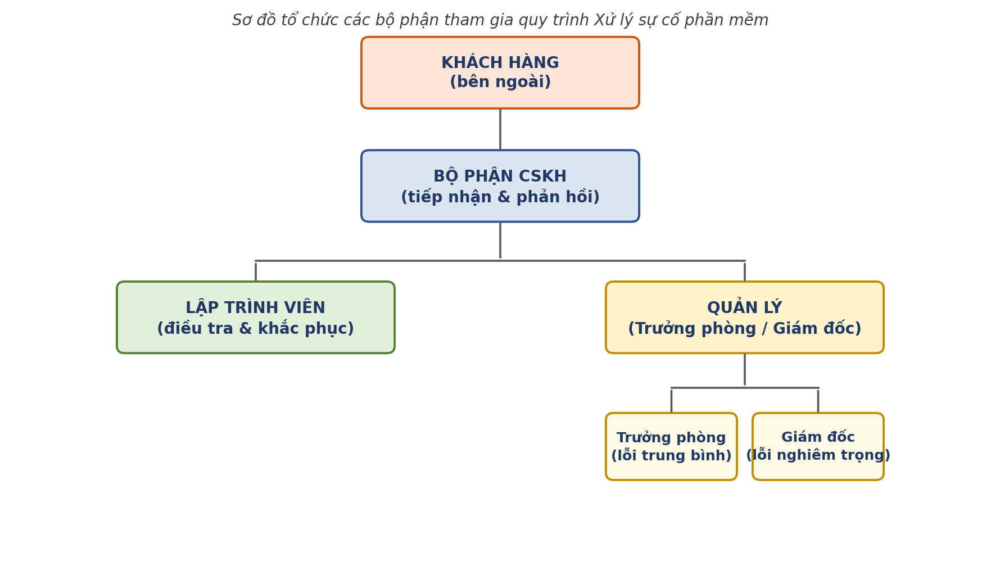 Sơ đồ tổ chức các bộ phận tham gia quy trình Xử lý sự cố phần mềm
KHÁCH HÀNG
(bên ngoài)
BỘ PHẬN CSKH
(tiếp nhận & phản hồi)
LẬP TRÌNH VIÊN
(điều tra & khắc phục)
QUẢN LÝ
(Trưởng phòng / Giám đốc)
Trưởng phòng
(lỗi trung bình)
Giám đốc
(lỗi nghiêm trọng)